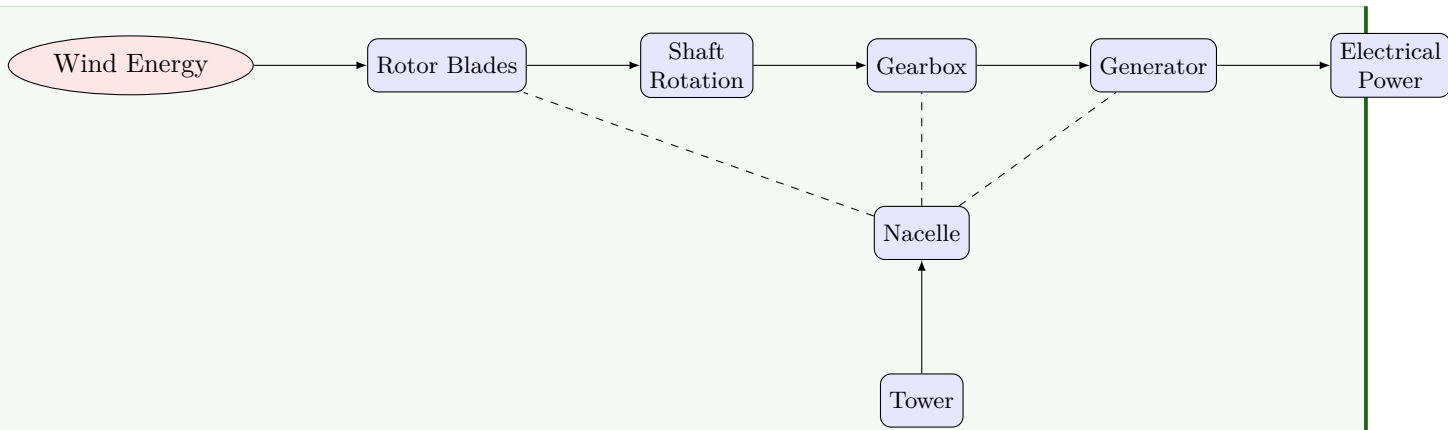 Wind Energy
Rotor Blades
Shaft
Rotation
Gearbox
Generator
Electrical
Power
Nacelle
Tower